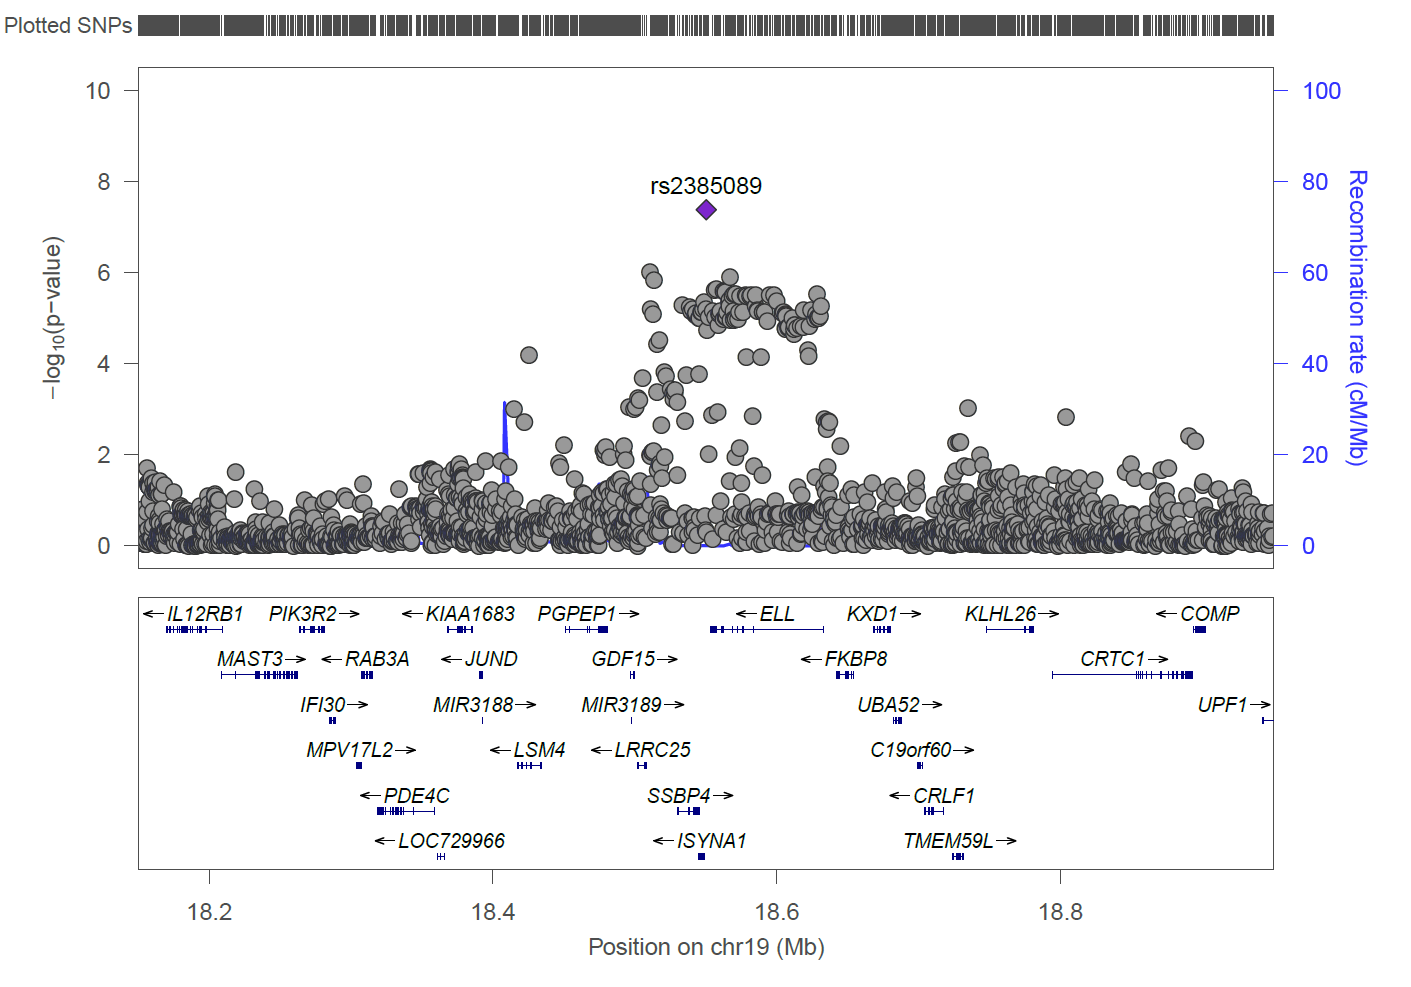 Plotted SNPs
10
8
6
4
2
0
−log10(p−value)
100
80
60
40
20
0
Recombination rate (cM/Mb)
rs2385089
IL12RB1 PIK3R2 KIAA1683 PGPEP1 ELL KXD1 KLHL26 COMP
MAST3 RAB3A JUND GDF15 FKBP8 CRTC1
IFI30 MIR3188 MIR3189 UBA52 UPF1
MPV17L2 LSM4 LRRC25 C19orf60
PDE4C SSBP4 CRLF1
LOC729966 ISYNA1 TMEM59L
18.2 18.4 18.6 18.8
Position on chr19 (Mb)